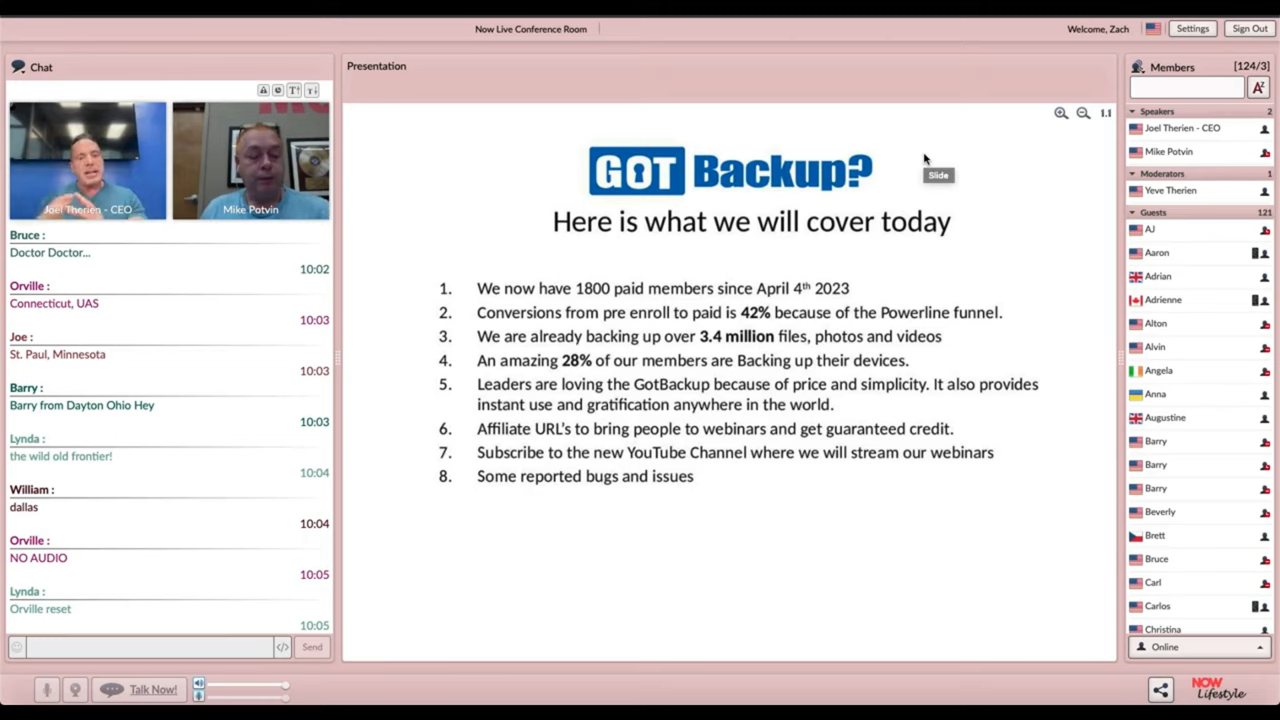 Now Live Conference Room
Welcome, Zach
Settings
Sign Out
Chat
T↑
T↓
Joel Therien - CEO
Mike Potvin
Bruce :
Doctor Doctor...
10:02
Orville :
Connecticut, UAS
10:03
Joe :
St. Paul, Minnesota
10:03
Barry :
Barry from Dayton Ohio Hey
10:03
Lynda :
the wild old frontier!
10:04
William :
dallas
10:04
Orville :
NO AUDIO
10:05
Lynda :
Orville reset
10:05
</>
Send
Talk Now!
Presentation
1.1
GOT Backup?
Slide
Here is what we will cover today
1. We now have 1800 paid members since April 4th 2023
2. Conversions from pre enroll to paid is 42% because of the Powerline funnel.
3. We are already backing up over 3.4 million files, photos and videos
4. An amazing 28% of our members are Backing up their devices.
5. Leaders are loving the GotBackup because of price and simplicity. It also provides
instant use and gratification anywhere in the world.
6. Affiliate URL's to bring people to webinars and get guaranteed credit.
7. Subscribe to the new YouTube Channel where we will stream our webinars
8. Some reported bugs and issues
Members [124/3]
Speakers 2
Joel Therien - CEO
Mike Potvin
Moderators 1
Yeve Therien
Guests 121
AJ
Aaron
Adrian
Adrienne
Alton
Alvin
Angela
Anna
Augustine
Barry
Barry
Barry
Beverly
Brett
Bruce
Carl
Carlos
Christina
Online
NOW
Lifestyle